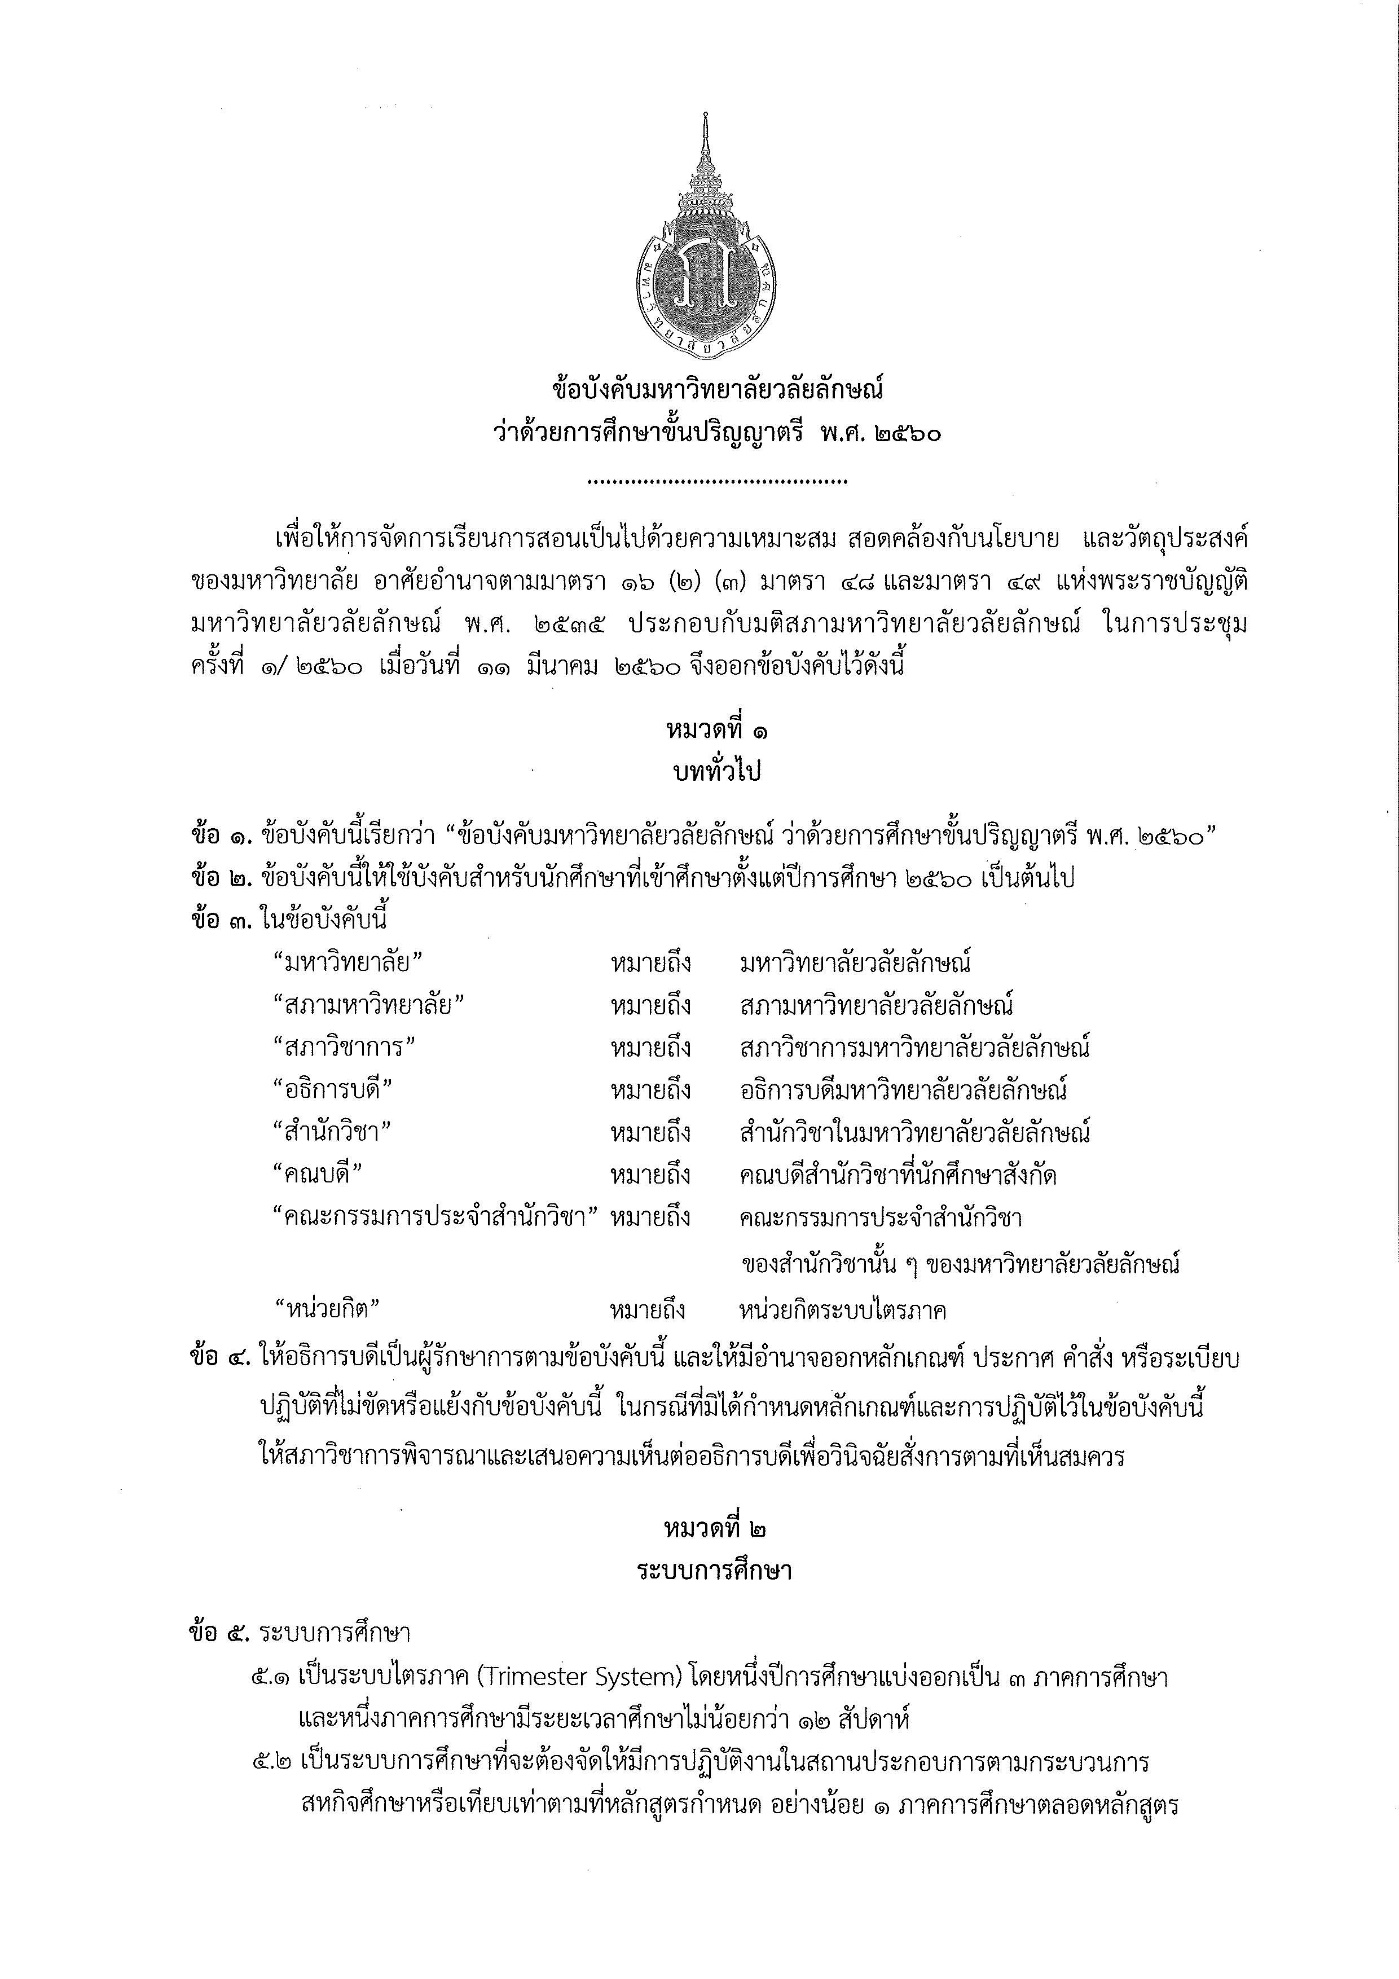 มหาวิทยาลัยวลัยลักษณ์
ข้อบังคับมหาวิทยาลัยวลัยลักษณ์
ว่าด้วยการศึกษาขั้นปริญญาตรี พ.ศ. ๒๕๖๐
..........................................
เพื่อให้การจัดการเรียนการสอนเป็นไปด้วยความเหมาะสม สอดคล้องกับนโยบาย และวัตถุประสงค์
ของมหาวิทยาลัย อาศัยอำนาจตามมาตรา ๑๖ (๒) (๓) มาตรา ๔๘ และมาตรา ๔๙ แห่งพระราชบัญญัติ
มหาวิทยาลัยวลัยลักษณ์ พ.ศ. ๒๕๓๕ ประกอบกับมติสภามหาวิทยาลัยวลัยลักษณ์ ในการประชุม
ครั้งที่ ๑/ ๒๕๖๐ เมื่อวันที่ ๑๑ มีนาคม ๒๕๖๐ จึงออกข้อบังคับไว้ดังนี้
หมวดที่ ๑
บททั่วไป
ข้อ ๑. ข้อบังคับนี้เรียกว่า “ข้อบังคับมหาวิทยาลัยวลัยลักษณ์ ว่าด้วยการศึกษาขั้นปริญญาตรี พ.ศ. ๒๕๖๐”
ข้อ ๒. ข้อบังคับนี้ให้ใช้บังคับสำหรับนักศึกษาที่เข้าศึกษาตั้งแต่ปีการศึกษา ๒๕๖๐ เป็นต้นไป
ข้อ ๓. ในข้อบังคับนี้
“มหาวิทยาลัย” หมายถึง มหาวิทยาลัยวลัยลักษณ์
“สภามหาวิทยาลัย” หมายถึง สภามหาวิทยาลัยวลัยลักษณ์
“สภาวิชาการ” หมายถึง สภาวิชาการมหาวิทยาลัยวลัยลักษณ์
“อธิการบดี” หมายถึง อธิการบดีมหาวิทยาลัยวลัยลักษณ์
“สำนักวิชา” หมายถึง สำนักวิชาในมหาวิทยาลัยวลัยลักษณ์
“คณบดี” หมายถึง คณบดีสำนักวิชาที่นักศึกษาสังกัด
“คณะกรรมการประจำสำนักวิชา” หมายถึง คณะกรรมการประจำสำนักวิชา
ของสำนักวิชานั้น ๆ ของมหาวิทยาลัยวลัยลักษณ์
“หน่วยกิต” หมายถึง หน่วยกิตระบบไตรภาค
ข้อ ๔. ให้อธิการบดีเป็นผู้รักษาการตามข้อบังคับนี้ และให้มีอำนาจออกหลักเกณฑ์ ประกาศ คำสั่ง หรือระเบียบ
ปฏิบัติที่ไม่ขัดหรือแย้งกับข้อบังคับนี้ ในกรณีที่มิได้กำหนดหลักเกณฑ์และการปฏิบัติไว้ในข้อบังคับนี้
ให้สภาวิชาการพิจารณาและเสนอความเห็นต่ออธิการบดีเพื่อวินิจฉัยสั่งการตามที่เห็นสมควร
หมวดที่ ๒
ระบบการศึกษา
ข้อ ๕. ระบบการศึกษา
๕.๑ เป็นระบบไตรภาค (Trimester System) โดยหนึ่งปีการศึกษาแบ่งออกเป็น ๓ ภาคการศึกษา
และหนึ่งภาคการศึกษามีระยะเวลาศึกษาไม่น้อยกว่า ๑๒ สัปดาห์
๕.๒ เป็นระบบการศึกษาที่จะต้องจัดให้มีการปฏิบัติงานในสถานประกอบการตามกระบวนการ
สหกิจศึกษาหรือเทียบเท่าตามที่หลักสูตรกำหนด อย่างน้อย ๑ ภาคการศึกษาตลอดหลักสูตร